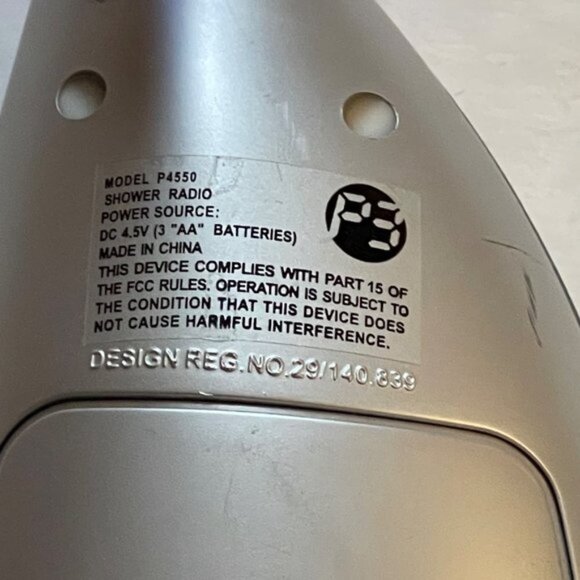 MODEL P4550
SHOWER RADIO
POWER SOURCE:
DC 4.5V (3 "AA" BATTERIES)
MADE IN CHINA
THIS DEVICE COMPLIES WITH PART 15 OF
THE FCC RULES. OPERATION IS SUBJECT TO
THE CONDITION THAT THIS DEVICE DOES
NOT CAUSE HARMFUL INTERFERENCE.
P3
DESIGN REG.NO.29/140.839